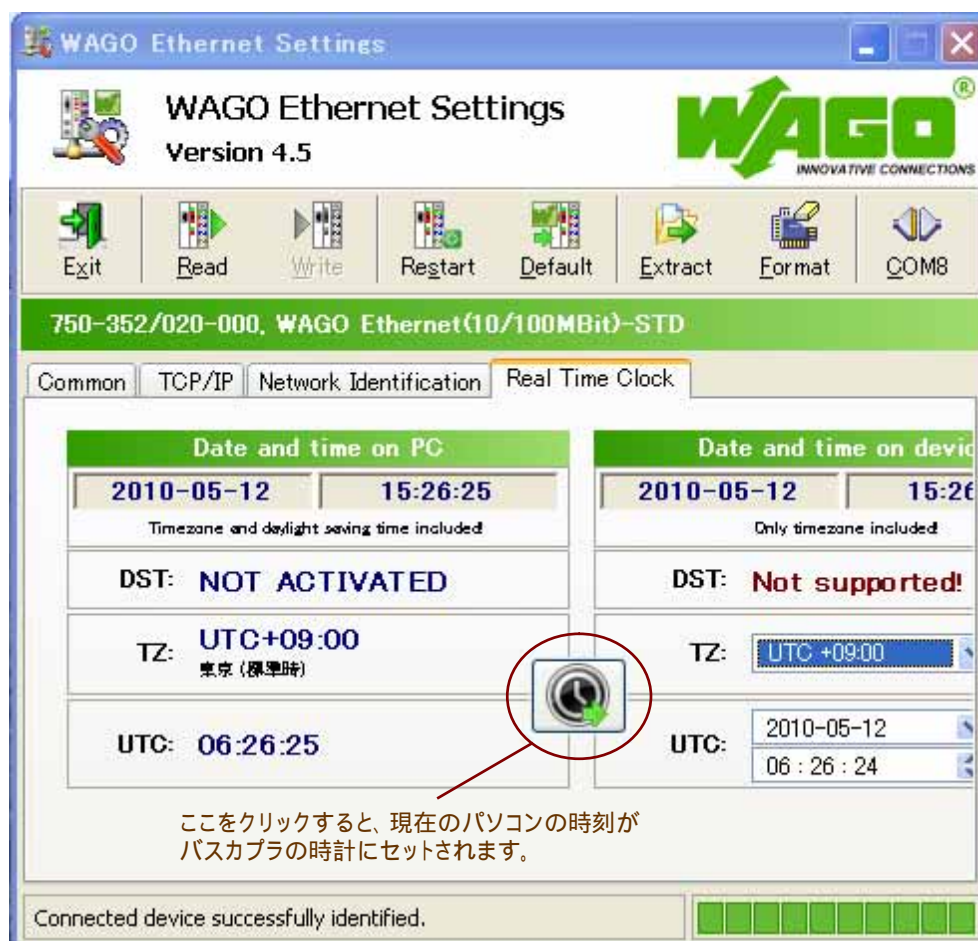 WAGO Ethernet Settings
WAGO Ethernet Settings
Version 4.5
WAGO®
INNOVATIVE CONNECTIONS
Exit Read Write Restart Default Extract Format COM8
750-352/020-000, WAGO Ethernet(10/100MBit)-STD
Common TCP/IP Network Identification Real Time Clock
Date and time on PC
2010-05-12 15:26:25
Timezone and daylight saving time included!
DST: NOT ACTIVATED
TZ: UTC+09:00
東京 (標準時)
UTC: 06:26:25
Date and time on devic
2010-05-12 15:26
Only timezone included!
DST: Not supported!
TZ: UTC +09:00
UTC: 2010-05-12
06 : 26 : 24
ここをクリックすると、現在のパソコンの時刻が
バスカプラの時計にセットされます。
Connected device successfully identified.